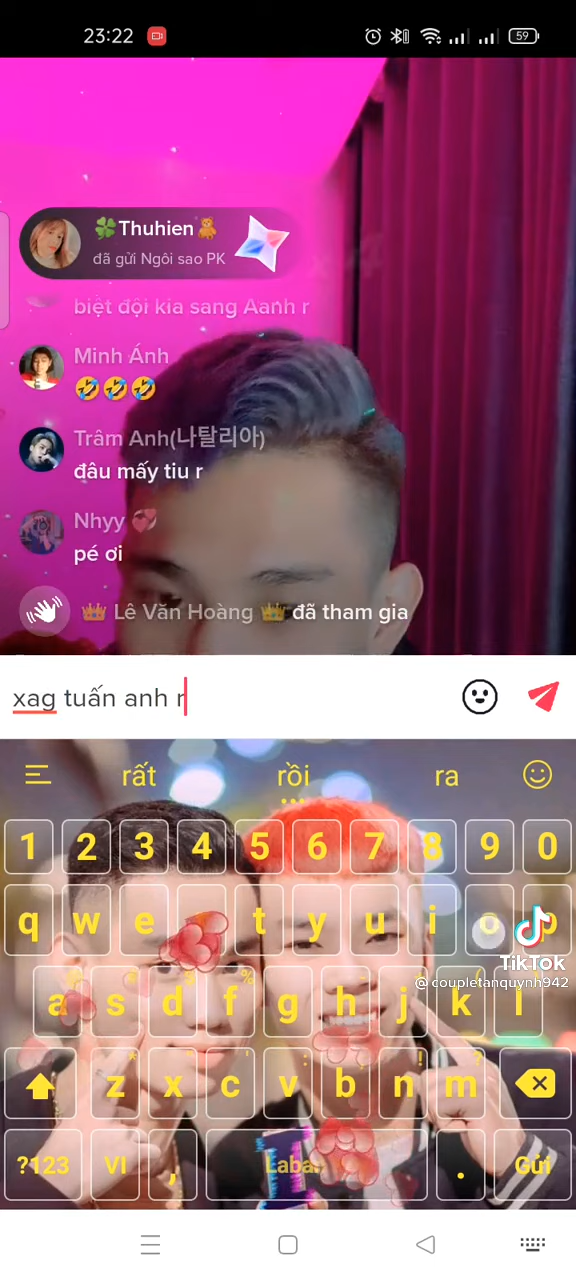 23:22
59
🍀Thuhien🧸
đã gửi Ngôi sao PK
biệt đội kia sang Aanh r
Minh Ánh
🤣🤣🤣
Trâm Anh(나탈리아)
đâu mấy tiu r
Nhyy 💞
pé ơi
👑 Lê Văn Hoàng 👑 đã tham gia
xag tuấn anh r
rất rồi ra
1 2 3 4 5 6 7 8 9 0
q w e t y u i o p
TikTok
@coupletanquynh942
a s d f g h j k l
z x c v b n m
?123 VI , Laba . Gửi